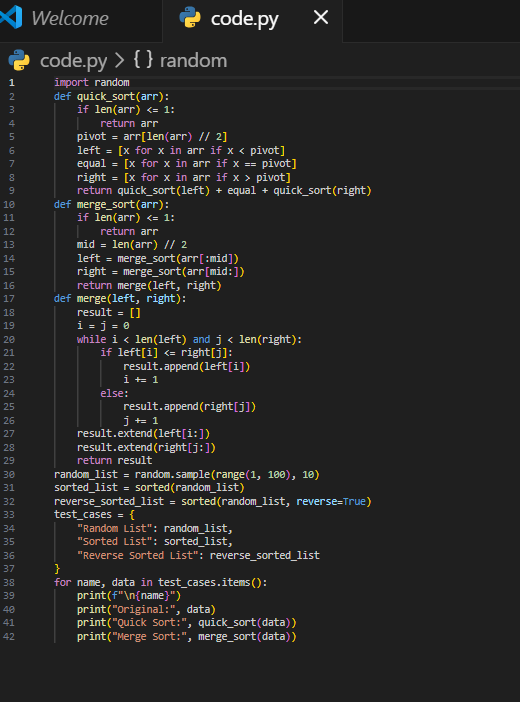 Welcome
code.py
code.py > {} random
1 import random
2 def quick_sort(arr):
3     if len(arr) <= 1:
4         return arr
5     pivot = arr[len(arr) // 2]
6     left = [x for x in arr if x < pivot]
7     equal = [x for x in arr if x == pivot]
8     right = [x for x in arr if x > pivot]
9     return quick_sort(left) + equal + quick_sort(right)
10 def merge_sort(arr):
11     if len(arr) <= 1:
12         return arr
13     mid = len(arr) // 2
14     left = merge_sort(arr[:mid])
15     right = merge_sort(arr[mid:])
16     return merge(left, right)
17 def merge(left, right):
18     result = []
19     i = j = 0
20     while i < len(left) and j < len(right):
21         if left[i] <= right[j]:
22             result.append(left[i])
23             i += 1
24         else:
25             result.append(right[j])
26             j += 1
27     result.extend(left[i:])
28     result.extend(right[j:])
29     return result
30 random_list = random.sample(range(1, 100), 10)
31 sorted_list = sorted(random_list)
32 reverse_sorted_list = sorted(random_list, reverse=True)
33 test_cases = {
34     "Random List": random_list,
35     "Sorted List": sorted_list,
36     "Reverse Sorted List": reverse_sorted_list
37 }
38 for name, data in test_cases.items():
39     print(f"\n{name}")
40     print("Original:", data)
41     print("Quick Sort:", quick_sort(data))
42     print("Merge Sort:", merge_sort(data))